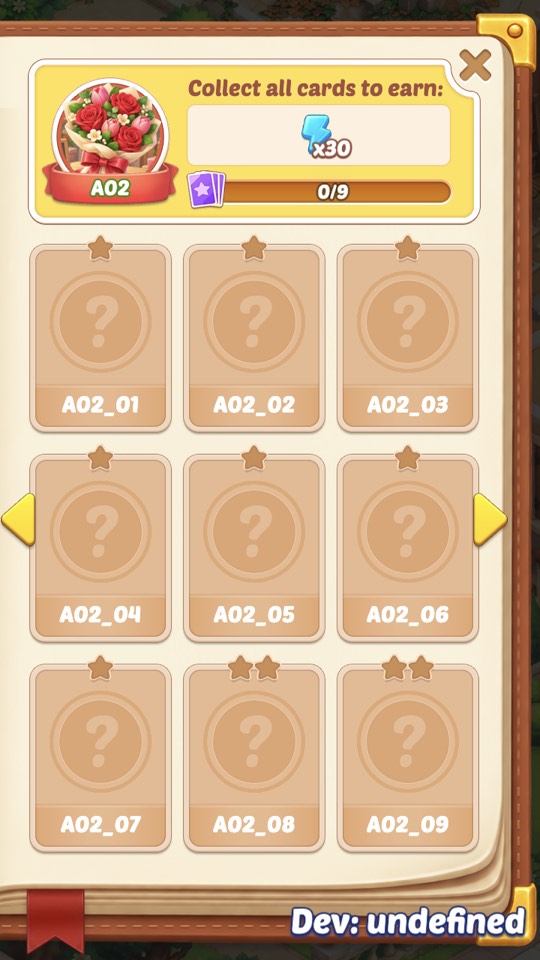 Collect all cards to earn:
x30
A02
0/9
?
?
?
A02_01
A02_02
A02_03
?
?
?
A02_04
A02_05
A02_06
?
?
?
A02_07
A02_08
A02_09
Dev: undefined